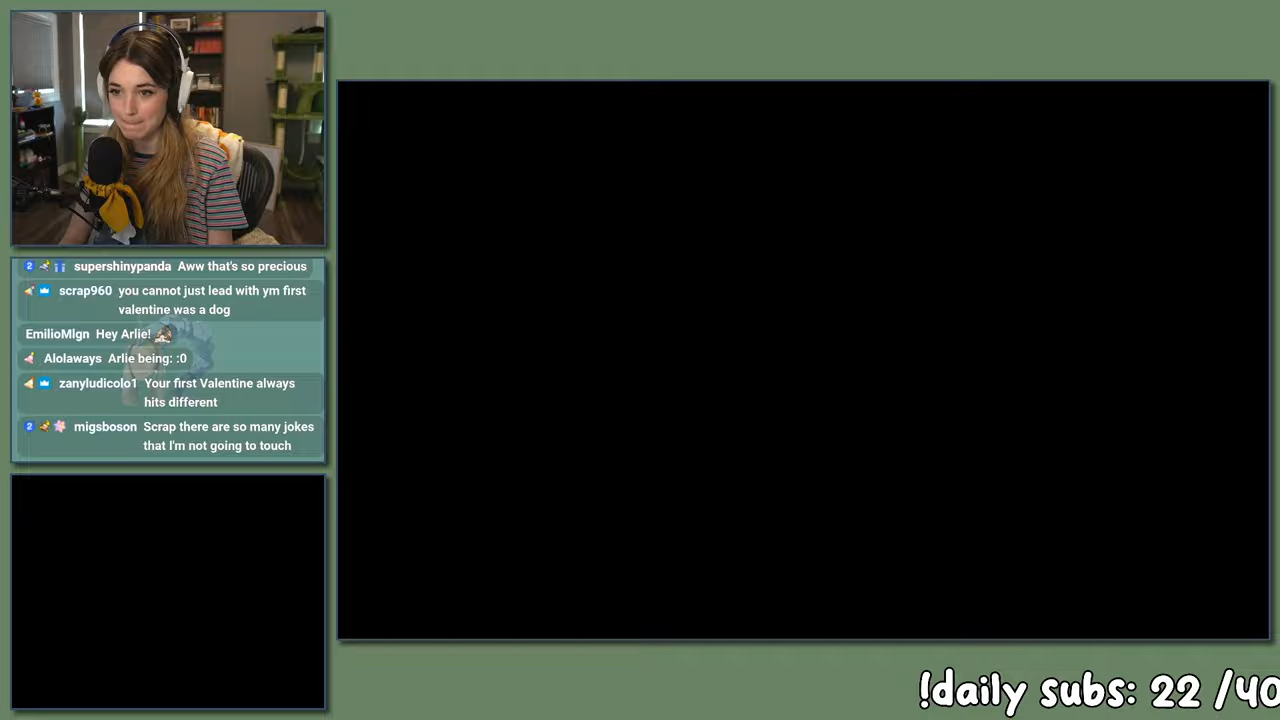 2 supershinypanda Aww that's so precious
scrap960 you cannot just lead with ym first
valentine was a dog
EmilioMlgn Hey Arlie!
Alolaways Arlie being: :0
zanyludicolo1 Your first Valentine always
hits different
2 migsboson Scrap there are so many jokes
that I'm not going to touch
!daily subs: 22 /40